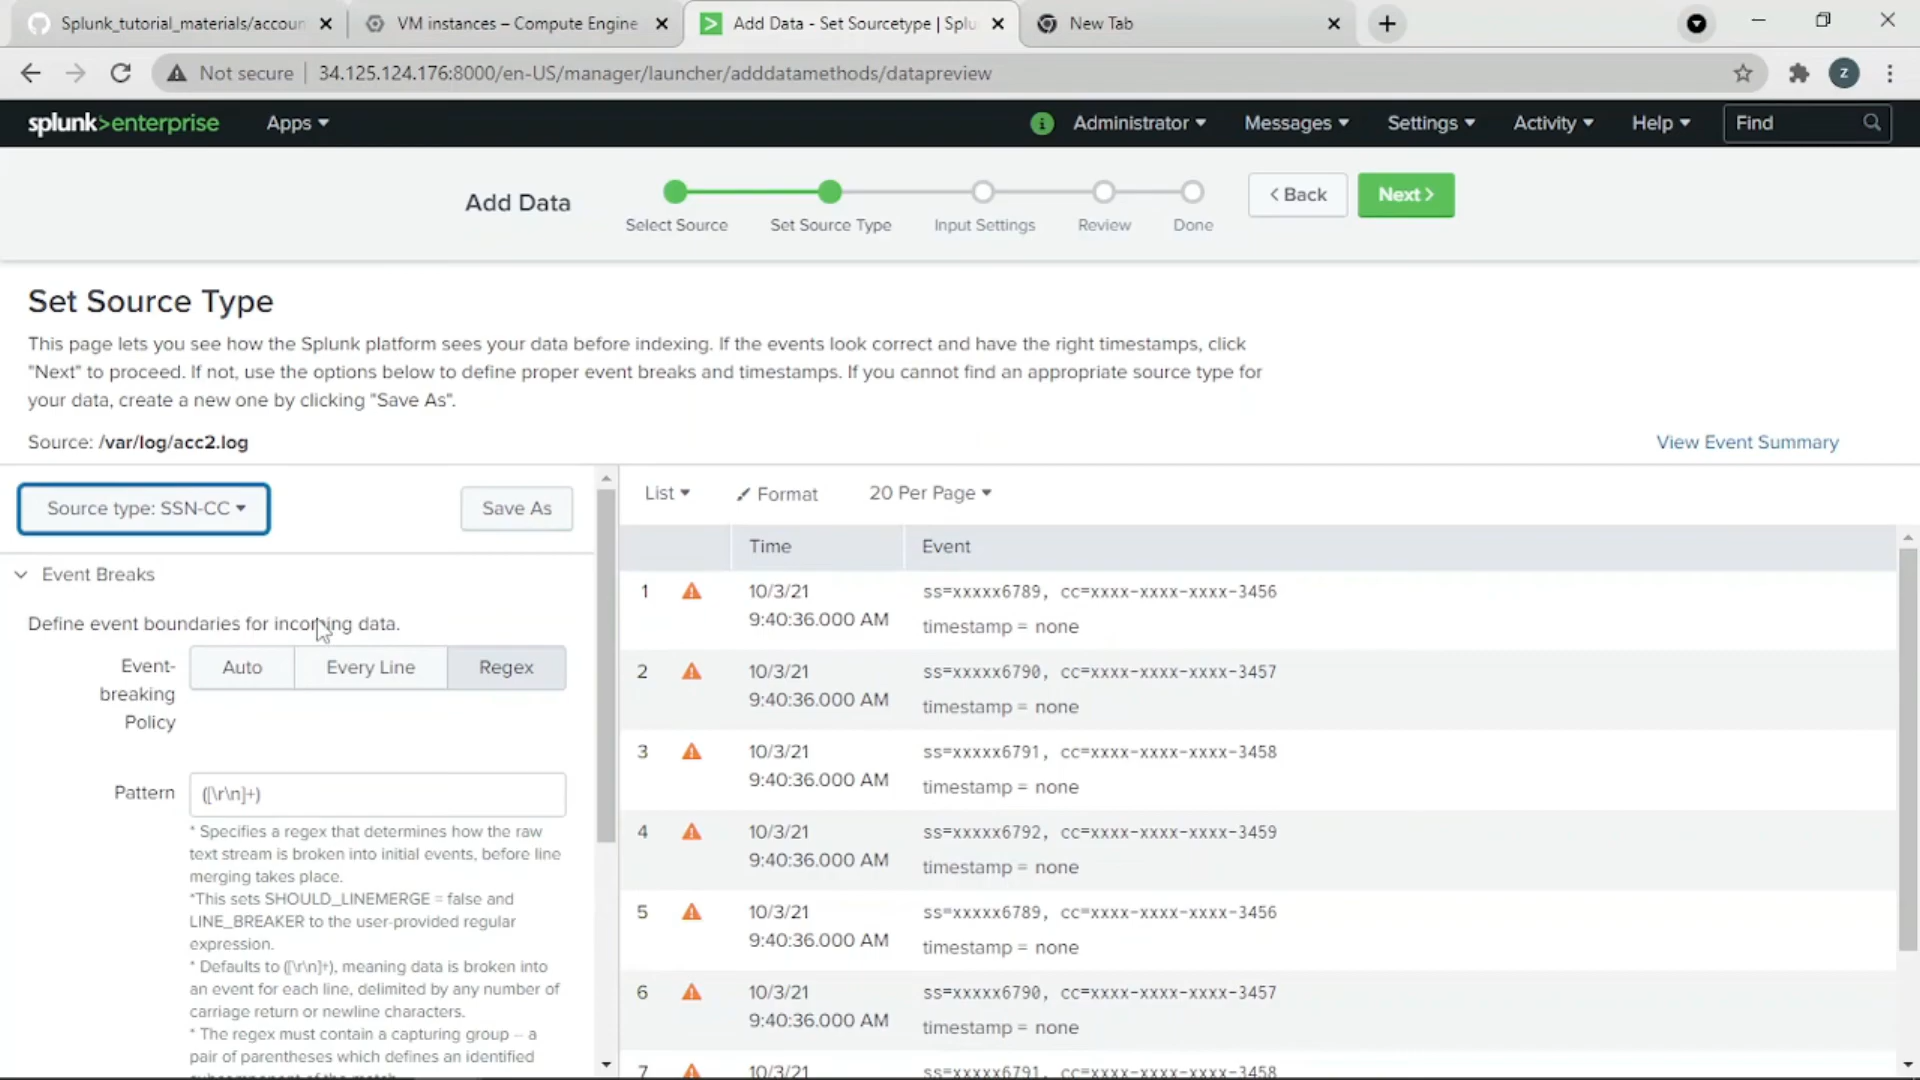 Splunk_tutorial_materials/accoun
VM instances – Compute Engine
Add Data - Set Sourcetype | Splu
New Tab
Not secure
34.125.124.176:8000/en-US/manager/launcher/adddatamethods/datapreview
z
splunk>enterprise
Apps
i
Administrator
Messages
Settings
Activity
Help
Find
Add Data
Select Source
Set Source Type
Input Settings
Review
Done
< Back
Next >
Set Source Type
This page lets you see how the Splunk platform sees your data before indexing. If the events look correct and have the right timestamps, click
"Next" to proceed. If not, use the options below to define proper event breaks and timestamps. If you cannot find an appropriate source type for
your data, create a new one by clicking "Save As".
Source: /var/log/acc2.log
View Event Summary
Source type: SSN-CC
Save As
Event Breaks
Define event boundaries for incoming data.
Event-
breaking
Policy
Auto
Every Line
Regex
Pattern
([\r\n]+)
* Specifies a regex that determines how the raw
text stream is broken into initial events, before line
merging takes place.
*This sets SHOULD_LINEMERGE = false and
LINE_BREAKER to the user-provided regular
expression.
* Defaults to ([\r\n]+), meaning data is broken into
an event for each line, delimited by any number of
carriage return or newline characters.
* The regex must contain a capturing group – a
pair of parentheses which defines an identified
List
Format
20 Per Page
Time
Event
1
10/3/21
9:40:36.000 AM
ss=xxxxx6789, cc=xxxx-xxxx-xxxx-3456
timestamp = none
2
10/3/21
9:40:36.000 AM
ss=xxxxx6790, cc=xxxx-xxxx-xxxx-3457
timestamp = none
3
10/3/21
9:40:36.000 AM
ss=xxxxx6791, cc=xxxx-xxxx-xxxx-3458
timestamp = none
4
10/3/21
9:40:36.000 AM
ss=xxxxx6792, cc=xxxx-xxxx-xxxx-3459
timestamp = none
5
10/3/21
9:40:36.000 AM
ss=xxxxx6789, cc=xxxx-xxxx-xxxx-3456
timestamp = none
6
10/3/21
9:40:36.000 AM
ss=xxxxx6790, cc=xxxx-xxxx-xxxx-3457
timestamp = none
7
10/3/21
ss=xxxxx6791, cc=xxxx-xxxx-xxxx-3458